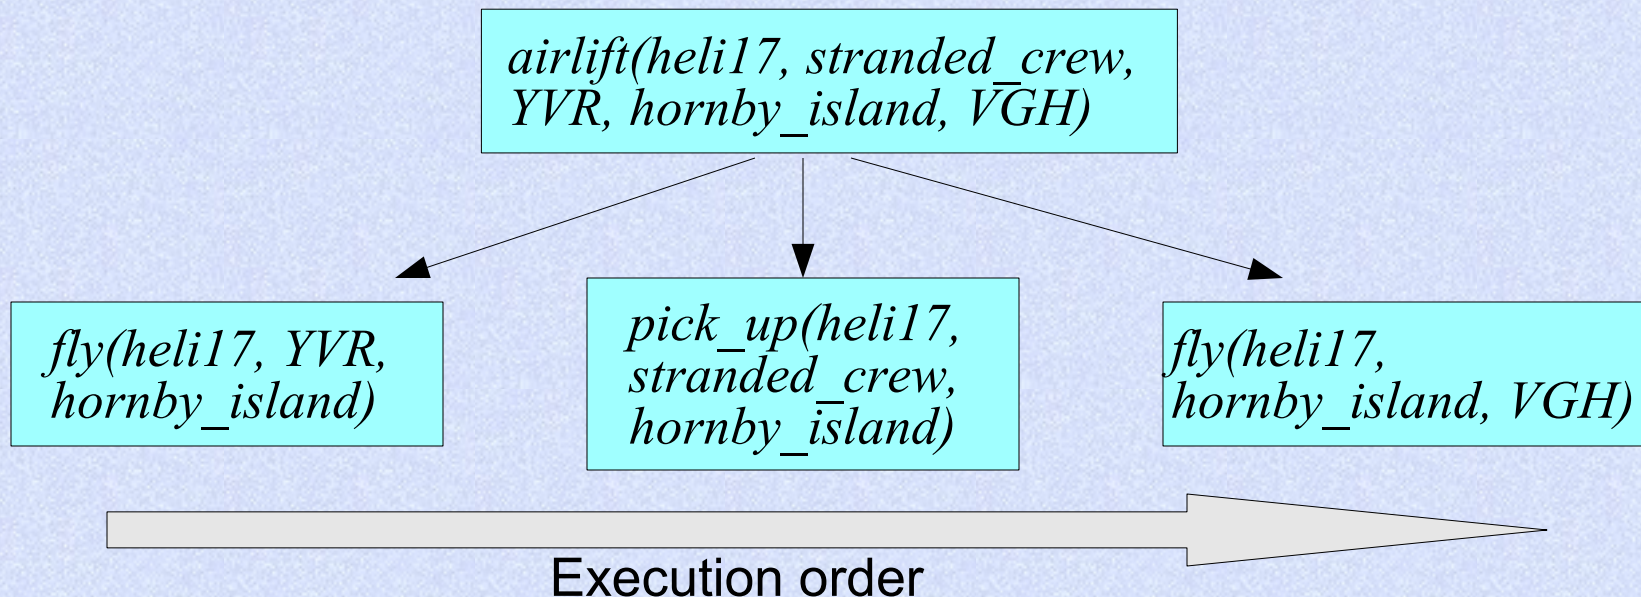 airlift(heli17, stranded_crew,
YVR, hornby_island, VGH)
fly(heli17, YVR,
hornby_island)
pick_up(heli17,
stranded_crew,
hornby_island)
fly(heli17,
hornby_island, VGH)
Execution order